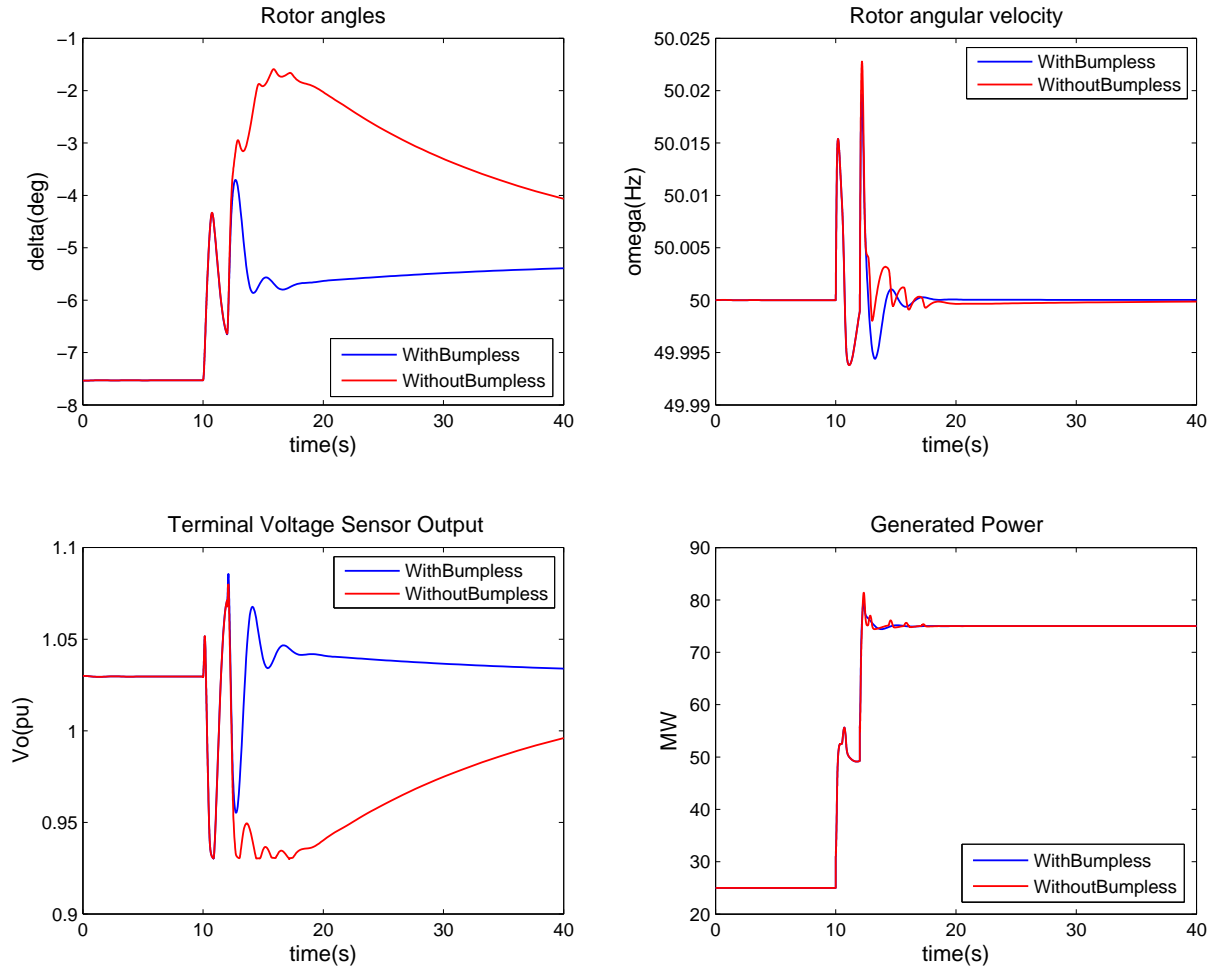 Rotor angles
−1
−2
−3
−4
−5
−6
−7
−8
delta(deg)
WithBumpless
WithoutBumpless
0
10
20
30
40
time(s)
Rotor angular velocity
50.025
50.02
50.015
50.01
50.005
50
49.995
49.99
omega(Hz)
WithBumpless
WithoutBumpless
0
10
20
30
40
time(s)
Terminal Voltage Sensor Output
1.1
1.05
1
0.95
0.9
Vo(pu)
WithBumpless
WithoutBumpless
0
10
20
30
40
time(s)
Generated Power
90
80
70
60
50
40
30
20
MW
WithBumpless
WithoutBumpless
0
10
20
30
40
time(s)